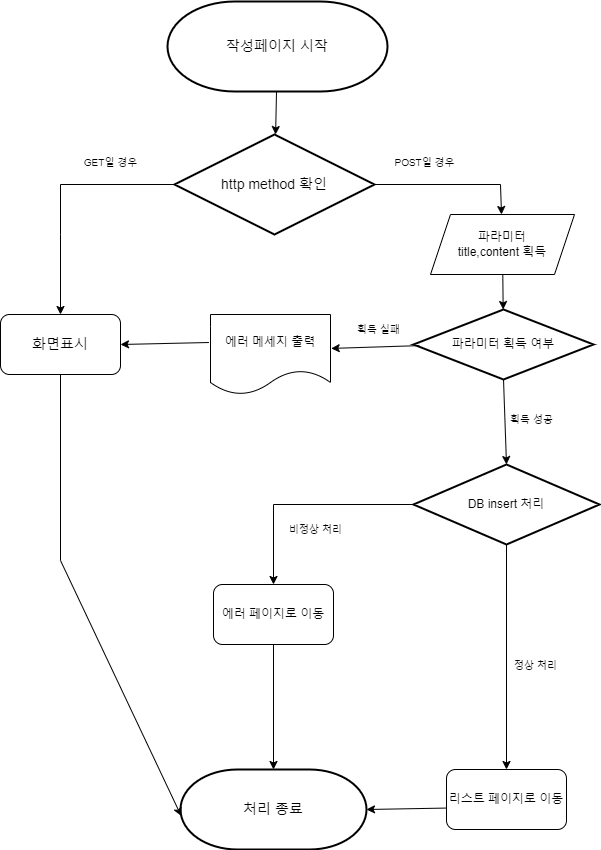 작성페이지 시작
GET일 경우
POST일 경우
http method 확인
파라미터
title,content 획득
획득 실패
화면표시
에러 메세지 출력
파라미터 획득 여부
획득 성공
DB insert 처리
비정상 처리
에러 페이지로 이동
정상 처리
리스트 페이지로 이동
처리 종료